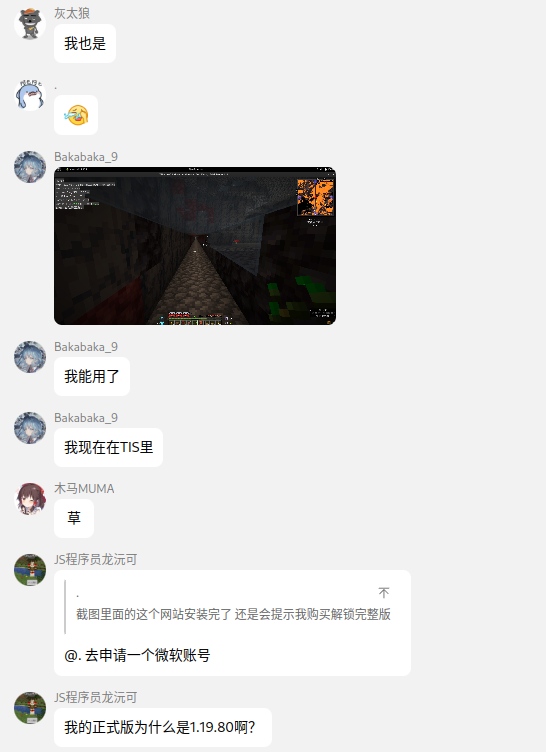 灰太狼
我也是
.
Bakabaka_9
Bakabaka_9
我能用了
Bakabaka_9
我现在在TIS里
木马MUMA
草
JS程序员龙沅可
.
截图里面的这个网站安装完了 还是会提示我购买解锁完整版
@. 去申请一个微软账号
JS程序员龙沅可
我的正式版为什么是1.19.80啊？